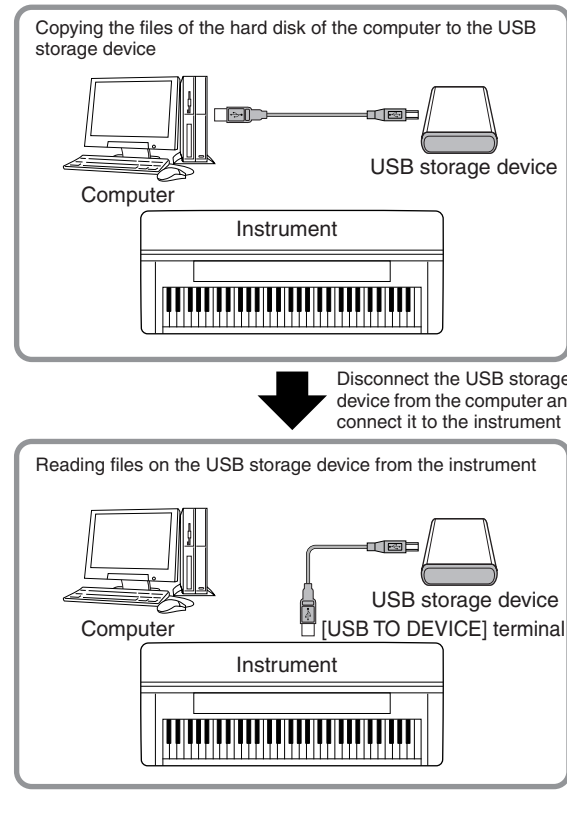 Copying the files of the hard disk of the computer to the USB
storage device
USB storage device
Computer
Instrument
Disconnect the USB storage
device from the computer an
connect it to the instrument
Reading files on the USB storage device from the instrument
USB storage device
Computer
[USB TO DEVICE] terminal
Instrument